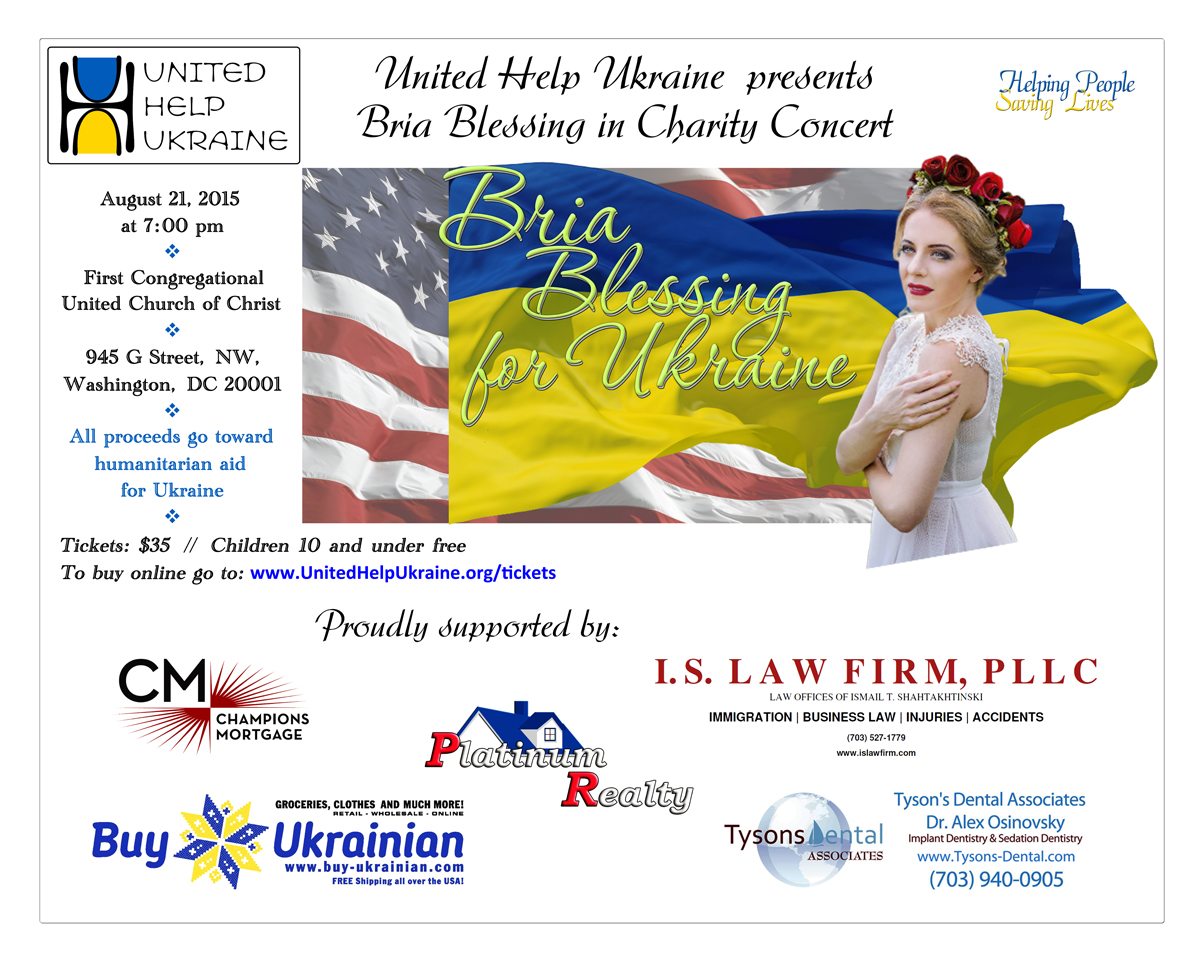 UNITED
HELP
UKRAINE
United Help Ukraine presents
Bria Blessing in Charity Concert
Helping People
Saving Lives
August 21, 2015
at 7:00 pm
First Congregational
United Church of Christ
945 G Street, NW,
Washington, DC 20001
All proceeds go toward
humanitarian aid
for Ukraine
Bria
Blessing
for Ukraine
Tickets: $35 // Children 10 and under free
To buy online go to: www.UnitedHelpUkraine.org/tickets
Proudly supported by:
CM
CHAMPIONS
MORTGAGE
Platinum
Realty
I.S. LAW FIRM, PLLC
LAW OFFICES OF ISMAIL T. SHAHTAKHTINSKI
IMMIGRATION | BUSINESS LAW | INJURIES | ACCIDENTS
(703) 527-1779
www.islawfirm.com
GROCERIES, CLOTHES AND MUCH MORE!
RETAIL - WHOLESALE - ONLINE
Buy Ukrainian
www.buy-ukrainian.com
FREE Shipping all over the USA!
Tysons Dental
ASSOCIATES
Tyson's Dental Associates
Dr. Alex Osinovsky
Implant Dentistry & Sedation Dentistry
www.Tysons-Dental.com
(703) 940-0905